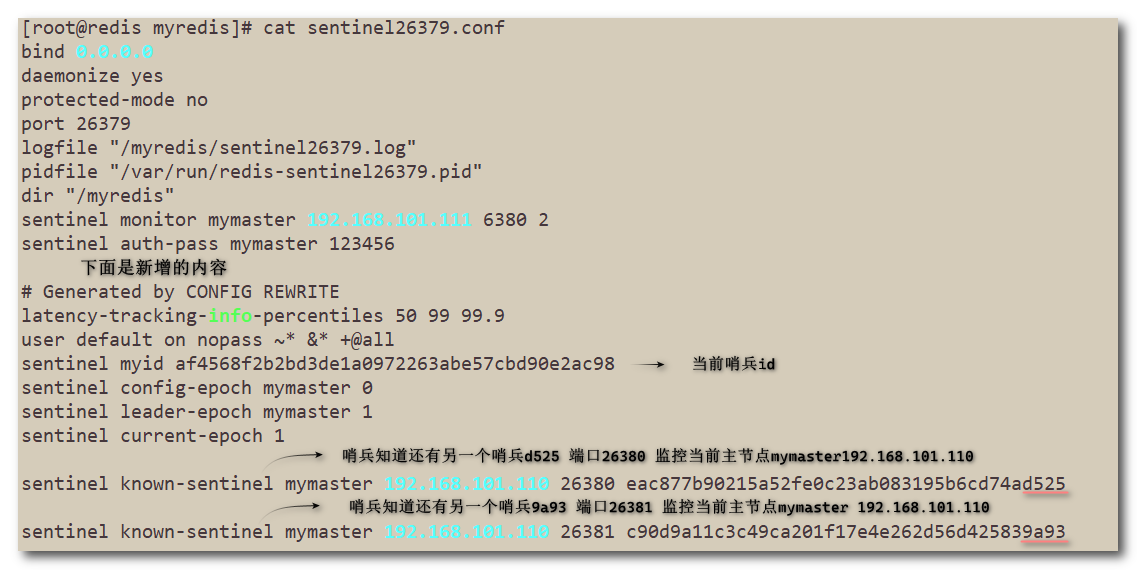 [root@redis myredis]# cat sentinel26379.conf
bind 0.0.0.0
daemonize yes
protected-mode no
port 26379
logfile "/myredis/sentinel26379.log"
pidfile "/var/run/redis-sentinel26379.pid"
dir "/myredis"
sentinel monitor mymaster 192.168.101.111 6380 2
sentinel auth-pass mymaster 123456
下面是新增的内容
# Generated by CONFIG REWRITE
latency-tracking-info-percentiles 50 99 99.9
user default on nopass ~* &* +@all
sentinel myid af4568f2b2bd3de1a0972263abe57cbd90e2ac98 当前哨兵id
sentinel config-epoch mymaster 0
sentinel leader-epoch mymaster 1
sentinel current-epoch 1
哨兵知道还有另一个哨兵d525 端口26380 监控当前主节点mymaster192.168.101.110
sentinel known-sentinel mymaster 192.168.101.110 26380 eac877b90215a52fe0c23ab083195b6cd74ad525
哨兵知道还有另一个哨兵9a93 端口26381 监控当前主节点mymaster 192.168.101.110
sentinel known-sentinel mymaster 192.168.101.110 26381 c90d9a11c3c49ca201f17e4e262d56d425839a93